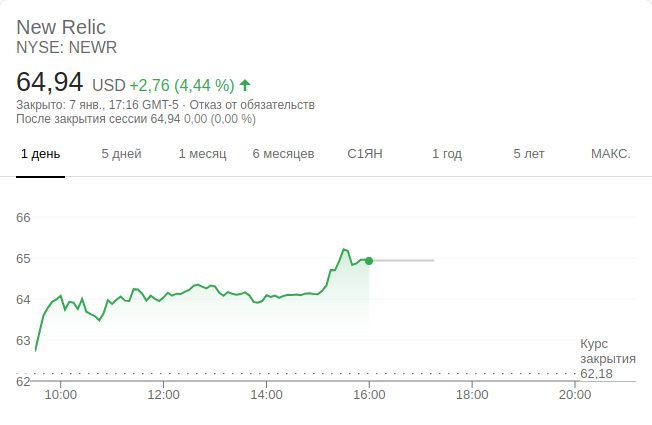 New Relic
NYSE: NEWR
64,94 USD +2,76 (4,44 %)
Закрыто: 7 янв., 17:16 GMT-5 · Отказ от обязательств
После закрытия сессии 64,94 0,00 (0,00 %)
1 день 5 дней 1 месяц 6 месяцев С1ЯН 1 год 5 лет МАКС.
66
65
64
63
Курс
закрытия
62,18
62
10:00 12:00 14:00 16:00 18:00 20:00